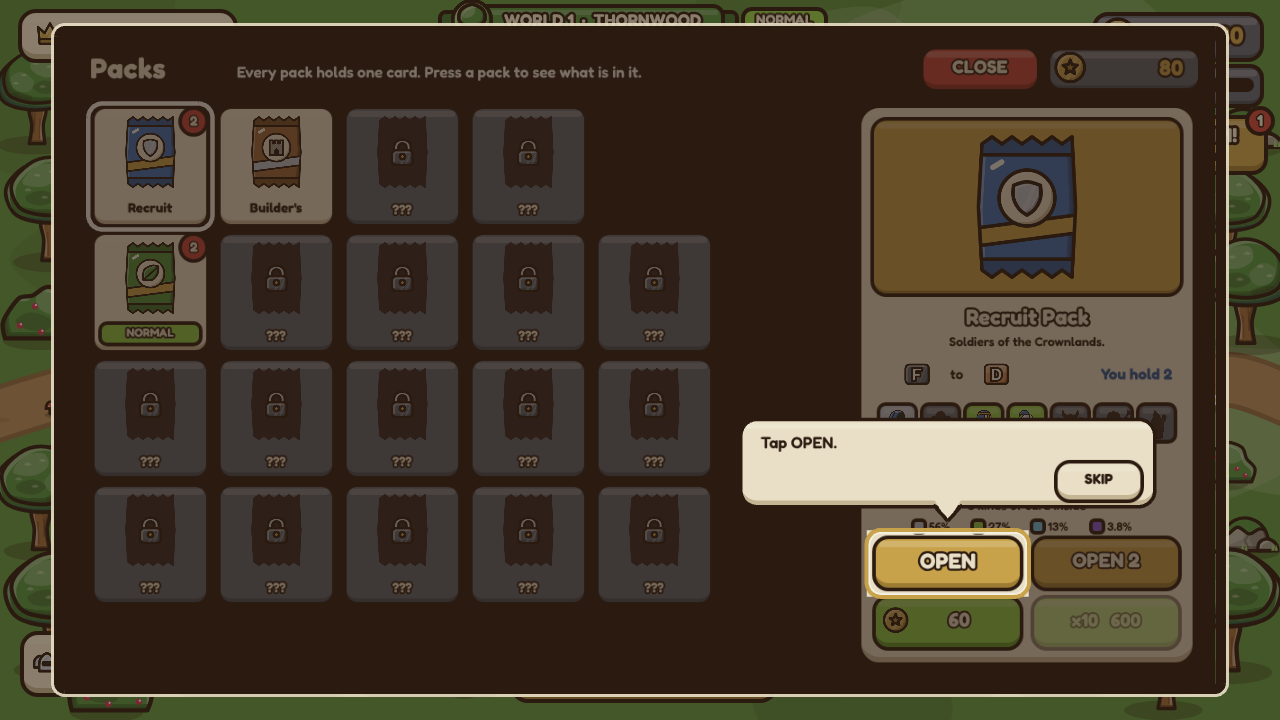 WORLD 1 · THORNWOOD
NORMAL
Packs
Every pack holds one card. Press a pack to see what is in it.
CLOSE
80
1
2
Recruit
Builder's
???
???
2
NORMAL
???
???
???
???
???
???
???
???
???
???
???
???
???
???
Recruit Pack
Soldiers of the Crownlands.
F to D
You hold 2
Tap OPEN.
SKIP
56%
27%
13%
3.8%
OPEN
OPEN 2
60
x10 600